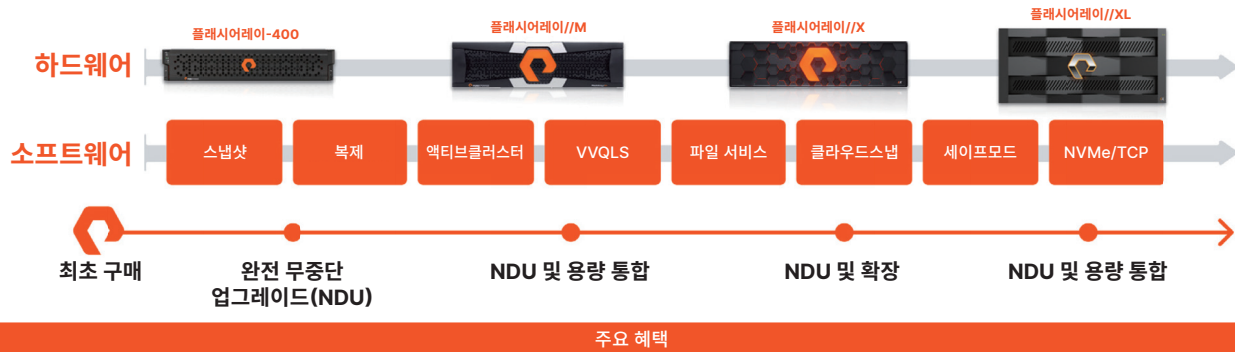 플래시어레이-400
플래시어레이//M
플래시어레이//X
플래시어레이//XL
하드웨어
소프트웨어
스냅샷
복제
액티브클러스터
VVQLS
파일 서비스
클라우드스냅
세이프모드
NVMe/TCP
최초 구매
완전 무중단
업그레이드(NDU)
NDU 및 용량 통합
NDU 및 확장
NDU 및 용량 통합
주요 혜택